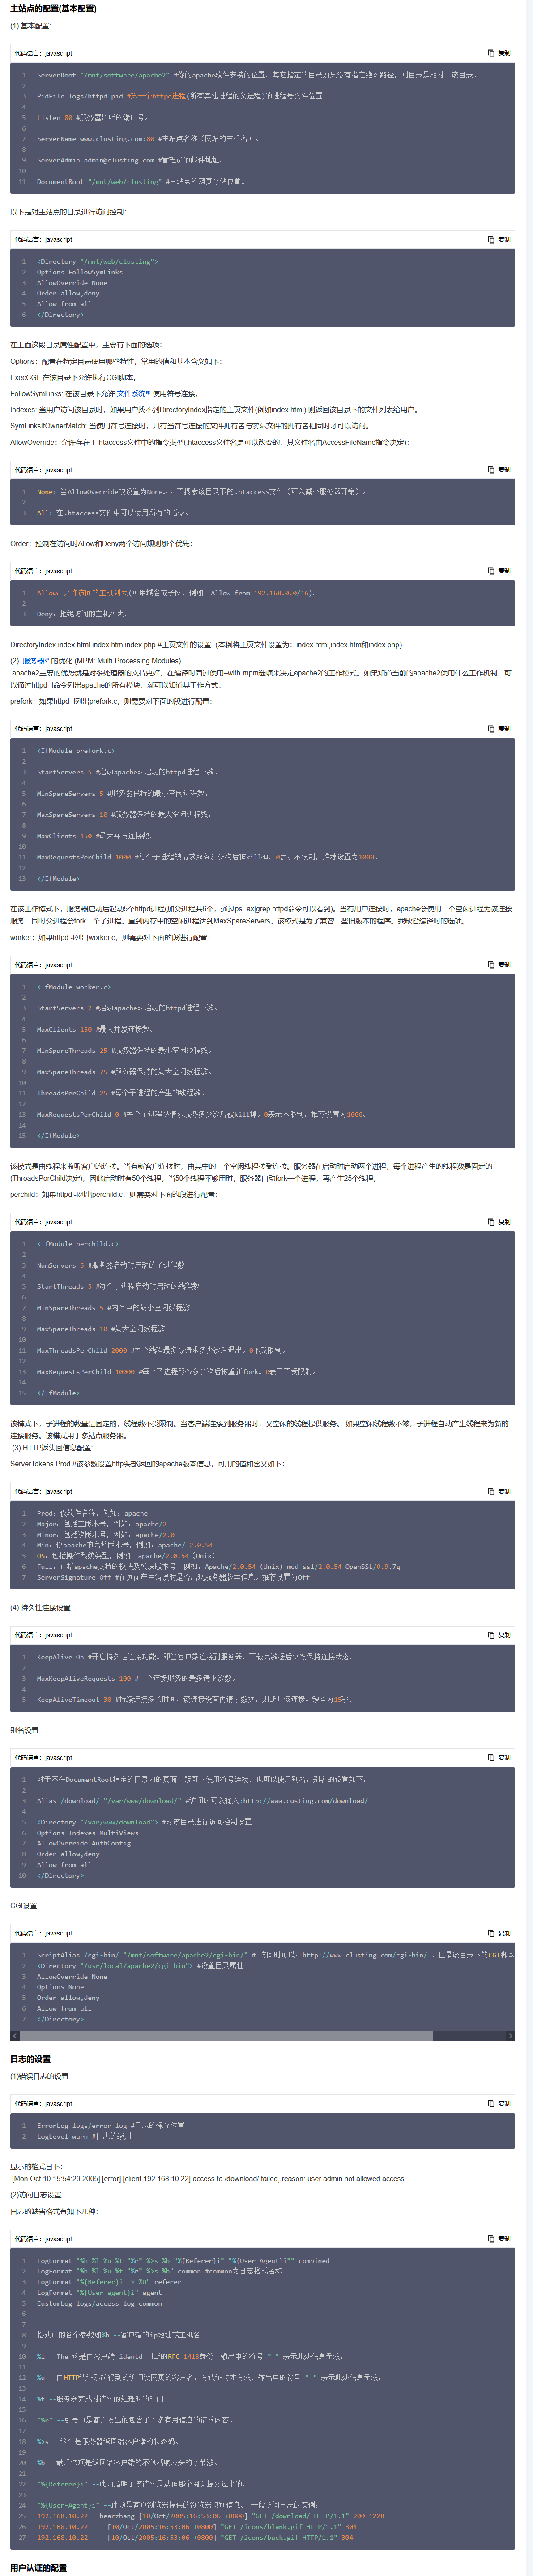 主站点的配置(基本配置)
(1) 基本配置:
代码语言：javascript
复制
1 ServerRoot "/mnt/software/apache2" #你的apache软件安装的位置。其它指定的目录如果没有指定绝对路径，则目录是相对于该目录。
2
3 PidFile logs/httpd.pid #第一个httpd进程(所有其他进程的父进程)的进程号文件位置。
4
5 Listen 80 #服务器监听的端口号。
6
7 ServerName www.clusting.com:80 #主站点名称（网站的主机名）。
8
9 ServerAdmin admin@clusting.com #管理员的邮件地址。
10
11 DocumentRoot "/mnt/web/clusting" #主站点的网页存储位置。
以下是对主站点的目录进行访问控制：
代码语言：javascript
复制
1 <Directory "/mnt/web/clusting">
2 Options FollowSymLinks
3 AllowOverride None
4 Order allow,deny
5 Allow from all
6 </Directory>
在上面这段目录属性配置中，主要有下面的选项：
Options：配置在特定目录使用哪些特性，常用的值和基本含义如下：
ExecCGI: 在该目录下允许执行CGI脚本。
FollowSymLinks: 在该目录下允许 文件系统 使用符号连接。
Indexes: 当用户访问该目录时，如果用户找不到DirectoryIndex指定的主页文件(例如index.html),则返回该目录下的文件列表给用户。
SymLinksIfOwnerMatch: 当使用符号连接时，只有当符号连接的文件拥有者与实际文件的拥有者相同时才可以访问。
AllowOverride：允许存在于.htaccess文件中的指令类型(.htaccess文件名是可以改变的，其文件名由AccessFileName指令决定)：
代码语言：javascript
复制
1 None: 当AllowOverride被设置为None时。不搜索该目录下的.htaccess文件（可以减小服务器开销）。
2
3 All: 在.htaccess文件中可以使用所有的指令。
Order：控制在访问时Allow和Deny两个访问规则哪个优先：
代码语言：javascript
复制
1 Allow：允许访问的主机列表(可用域名或子网，例如：Allow from 192.168.0.0/16)。
2
3 Deny：拒绝访问的主机列表。
DirectoryIndex index.html index.htm index.php #主页文件的设置（本例将主页文件设置为：index.html,index.htm和index.php）
(2) 服务器 的优化 (MPM: Multi-Processing Modules)
apache2主要的优势就是对多处理器的支持更好，在编译时同过使用–with-mpm选项来决定apache2的工作模式。如果知道当前的apache2使用什么工作机制，可
以通过httpd -l命令列出apache的所有模块，就可以知道其工作方式：
prefork：如果httpd -l列出prefork.c，则需要对下面的段进行配置：
代码语言：javascript
复制
1 <IfModule prefork.c>
2
3 StartServers 5 #启动apache时启动的httpd进程个数。
4
5 MinSpareServers 5 #服务器保持的最小空闲进程数。
6
7 MaxSpareServers 10 #服务器保持的最大空闲进程数。
8
9 MaxClients 150 #最大并发连接数。
10
11 MaxRequestsPerChild 1000 #每个子进程被请求服务多少次后被kill掉。0表示不限制，推荐设置为1000。
12
13 </IfModule>
在该工作模式下，服务器启动后起动5个httpd进程(加父进程共6个，通过ps -ax|grep httpd命令可以看到)。当有用户连接时，apache会使用一个空闲进程为该连接
服务，同时父进程会fork一个子进程。直到内存中的空闲进程达到MaxSpareServers。该模式是为了兼容一些旧版本的程序。我缺省编译时的选项。
worker：如果httpd -l列出worker.c，则需要对下面的段进行配置：
代码语言：javascript
复制
1 <IfModule worker.c>
2
3 StartServers 2 #启动apache时启动的httpd进程个数。
4
5 MaxClients 150 #最大并发连接数。
6
7 MinSpareThreads 25 #服务器保持的最小空闲线程数。
8
9 MaxSpareThreads 75 #服务器保持的最大空闲线程数。
10
11 ThreadsPerChild 25 #每个子进程的产生的线程数。
12
13 MaxRequestsPerChild 0 #每个子进程被请求服务多少次后被kill掉。0表示不限制，推荐设置为1000。
14
15 </IfModule>
该模式是由线程来监听客户的连接。当有新客户连接时，由其中的一个空闲线程接受连接。服务器在启动时启动两个进程，每个进程产生的线程数是固定的
(ThreadsPerChild决定)，因此启动时有50个线程。当50个线程不够用时，服务器自动fork一个进程，再产生25个线程。
perchild：如果httpd -l列出perchild.c，则需要对下面的段进行配置：
代码语言：javascript
复制
1 <IfModule perchild.c>
2
3 NumServers 5 #服务器启动时启动的子进程数
4
5 StartThreads 5 #每个子进程启动时启动的线程数
6
7 MinSpareThreads 5 #内存中的最小空闲线程数
8
9 MaxSpareThreads 10 #最大空闲线程数
10
11 MaxThreadsPerChild 2000 #每个线程最多被请求多少次后退出。0不受限制。
12
13 MaxRequestsPerChild 10000 #每个子进程服务多少次后被重新fork。0表示不受限制。
14
15 </IfModule>
该模式下，子进程的数量是固定的，线程数不受限制。当客户端连接到服务器时，又空闲的线程提供服务。 如果空闲线程数不够，子进程自动产生线程来为新的
连接服务。该模式用于多站点服务器。
(3) HTTP返头回信息配置:
ServerTokens Prod #该参数设置http头部返回的apache版本信息，可用的值和含义如下：
代码语言：javascript
复制
1 Prod：仅软件名称，例如：apache
2 Major：包括主版本号，例如：apache/2
3 Minor：包括次版本号，例如：apache/2.0
4 Min：仅apache的完整版本号，例如：apache/ 2.0.54
5 OS：包括操作系统类型，例如：apache/2.0.54（Unix）
6 Full：包括apache支持的模块及模块版本号，例如：Apache/2.0.54 (Unix) mod_ssl/2.0.54 OpenSSL/0.9.7g
7 ServerSignature Off #在页面产生错误时是否出现服务器版本信息。推荐设置为Off
(4) 持久性连接设置
代码语言：javascript
复制
1 KeepAlive On #开启持久性连接功能。即当客户端连接到服务器，下载完数据后仍然保持连接状态。
2
3 MaxKeepAliveRequests 100 #一个连接服务的最多请求次数。
4
5 KeepAliveTimeout 30 #持续连接多长时间，该连接没有再请求数据，则断开该连接。缺省为15秒。
别名设置
代码语言：javascript
复制
1 对于不在DocumentRoot指定的目录内的页面，既可以使用符号连接，也可以使用别名。别名的设置如下：
2
3 Alias /download/ "/var/www/download/" #访问时可以输入:http://www.custing.com/download/
4
5 <Directory "/var/www/download"> #对该目录进行访问控制设置
6 Options Indexes MultiViews
7 AllowOverride AuthConfig
8 Order allow,deny
9 Allow from all
10 </Directory>
CGI设置
代码语言：javascript
复制
1 ScriptAlias /cgi-bin/ "/mnt/software/apache2/cgi-bin/" # 访问时可以：http://www.clusting.com/cgi-bin/ 。但是该目录下的CGI脚本
2 <Directory "/usr/local/apache2/cgi-bin"> #设置目录属性
3 AllowOverride None
4 Options None
5 Order allow,deny
6 Allow from all
7 </Directory>
日志的设置
(1)错误日志的设置
代码语言：javascript
复制
1 ErrorLog logs/error_log #日志的保存位置
2 LogLevel warn #日志的级别
显示的格式日下：
[Mon Oct 10 15:54:29 2005] [error] [client 192.168.10.22] access to /download/ failed, reason: user admin not allowed access
(2)访问日志设置
日志的缺省格式有如下几种：
代码语言：javascript
复制
1 LogFormat "%h %l %u %t "%r" %>s %b "%{Referer}i" "%{User-Agent}i"" combined
2 LogFormat "%h %l %u %t "%r" %>s %b" common #common为日志格式名称
3 LogFormat "%{Referer}i -> %U" referer
4 LogFormat "%{User-agent}i" agent
5 CustomLog logs/access_log common
6
7
8 格式中的各个参数如%h --客户端的ip地址或主机名
9
10 %l --The 这是由客户端 identd 判断的RFC 1413身份，输出中的符号 "-" 表示此处信息无效。
11
12 %u --由HTTP认证系统得到的访问该网页的客户名。有认证时才有效，输出中的符号 "-" 表示此处信息无效。
13
14 %t --服务器完成对请求的处理时的时间。
15
16 "%r" --引号中是客户发出的包含了许多有用信息的请求内容。
17
18 %>s --这个是服务器返回给客户端的状态码。
19
20 %b --最后这项是返回给客户端的不包括响应头的字节数。
21
22 "%{Referer}i" --此项指明了该请求是从被哪个网页提交过来的。
23
24 "%{User-Agent}i" --此项是客户浏览器提供的浏览器识别信息。 一段访问日志的实例：
25 192.168.10.22 - bearzhang [10/Oct/2005:16:53:06 +0800] "GET /download/ HTTP/1.1" 200 1228
26 192.168.10.22 - - [10/Oct/2005:16:53:06 +0800] "GET /icons/blank.gif HTTP/1.1" 304 -
27 192.168.10.22 - - [10/Oct/2005:16:53:06 +0800] "GET /icons/back.gif HTTP/1.1" 304 -
用户认证的配置